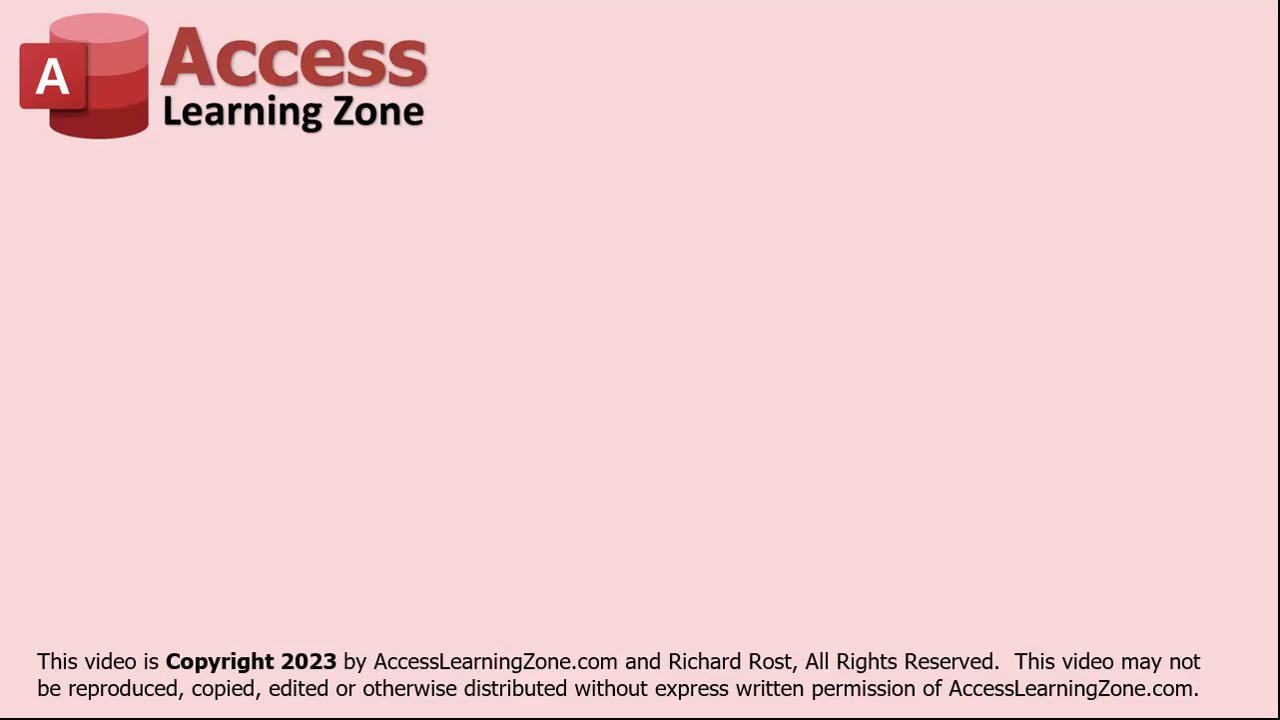 A
Access
Learning Zone
This video is Copyright 2023 by AccessLearningZone.com and Richard Rost, All Rights Reserved.  This video may not
be reproduced, copied, edited or otherwise distributed without express written permission of AccessLearningZone.com.